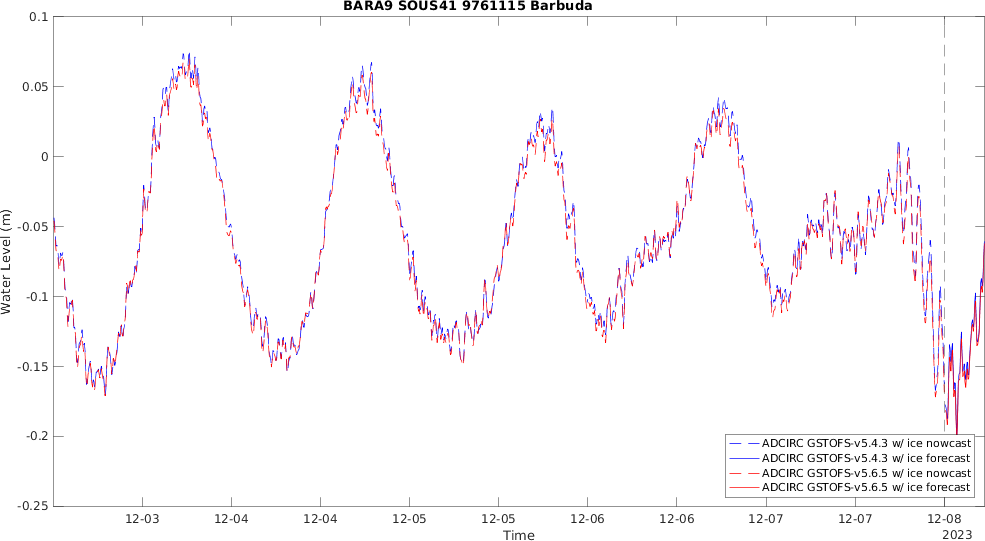 BARA9 SOUS41 9761115 Barbuda
Water Level (m)
0.1
0.05
0
-0.05
-0.1
-0.15
-0.2
-0.25
12-03
12-04
12-04
12-05
12-05
12-06
12-06
12-07
12-07
12-08
2023
Time
ADCIRC GSTOFS-v5.4.3 w/ ice nowcast
ADCIRC GSTOFS-v5.4.3 w/ ice forecast
ADCIRC GSTOFS-v5.6.5 w/ ice nowcast
ADCIRC GSTOFS-v5.6.5 w/ ice forecast